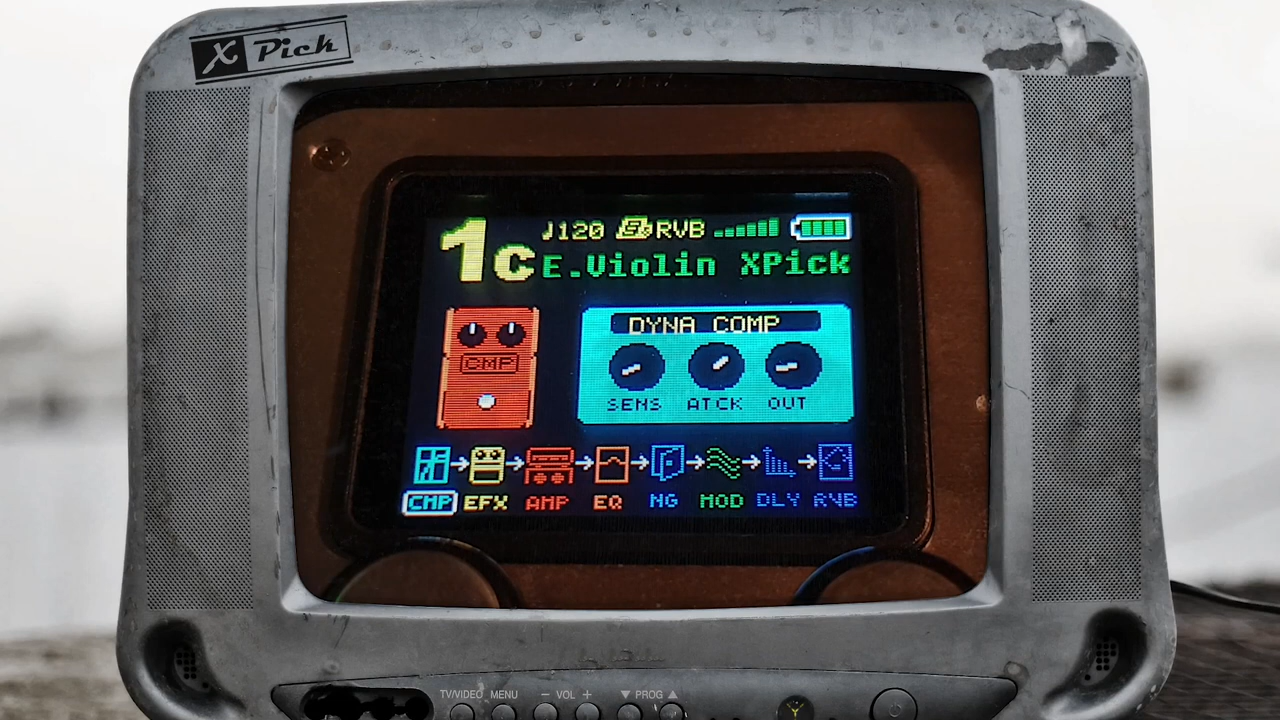 X Pick
1c ♩120 RVB
E.Violin XPick
CMP
DYNA COMP
SENS ATCK OUT
CMP EFX AMP EQ NG MOD DLY RVB
TV/VIDEO MENU − VOL + ▼ PROG ▲